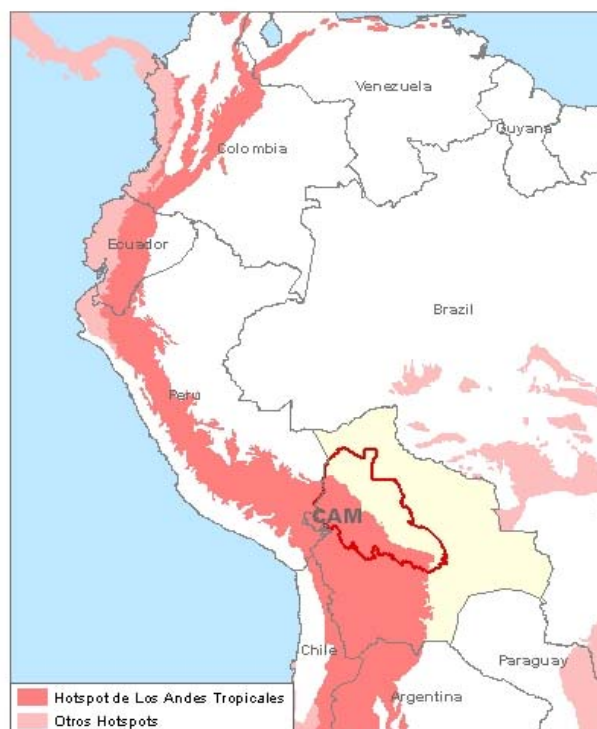 Venezuela
Guyana
Colombia
Ecuador
Brazil
Peru
CAM
Chile
Paraguay
Argentina
Hotspot de Los Andes Tropicales
Otros Hotspots